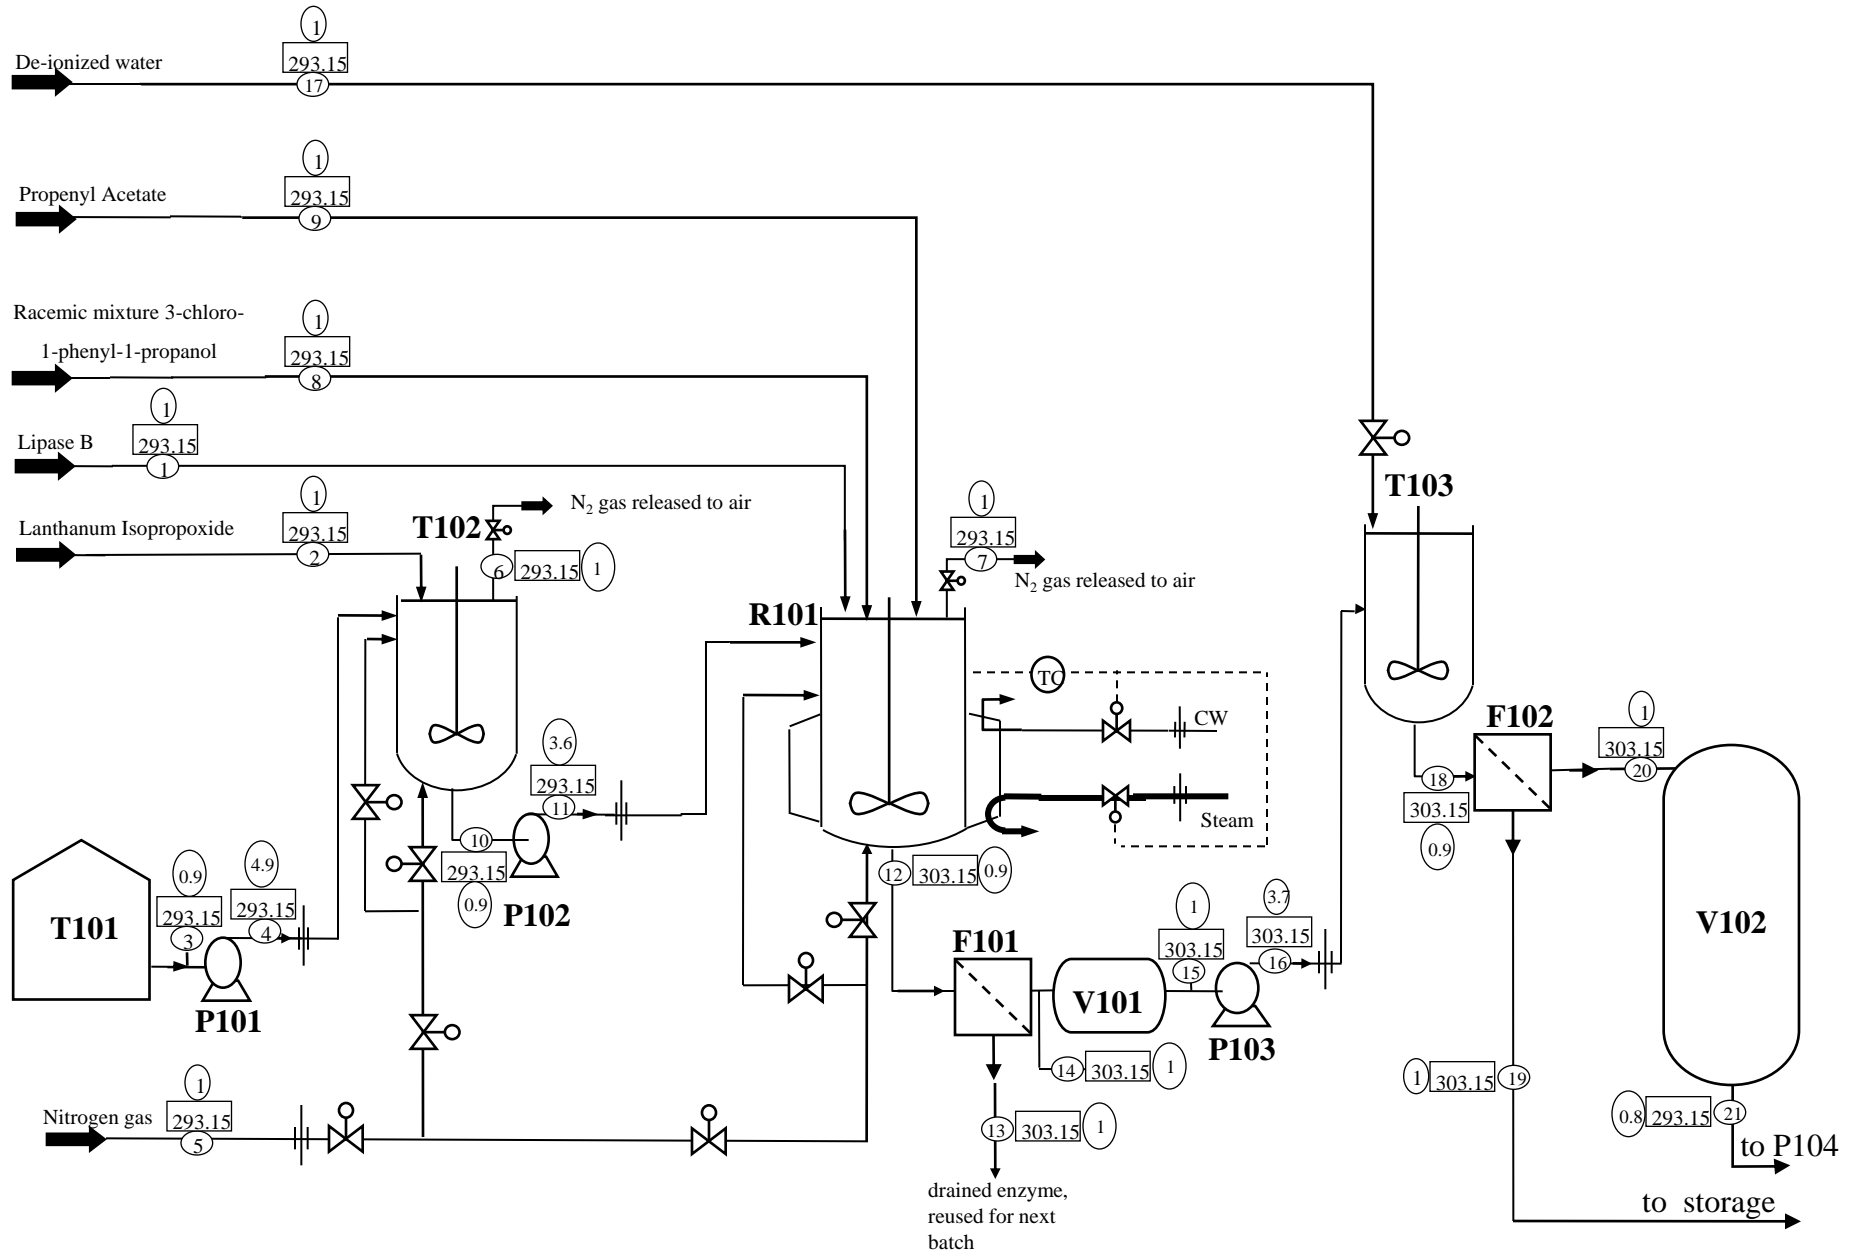 1
293.15
De-ionized water
17
1
293.15
Propenyl Acetate
9
Racemic mixture 3-chloro-
1
1-phenyl-1-propanol
293.15
8
1
293.15
Lipase B
1
1
293.15
Lanthanum Isopropoxide
2
T102
N2 gas released to air
6
293.15
1
1
293.15
7
N2 gas released to air
T103
R101
TC
CW
Steam
F102
1
303.15
20
18
303.15
0.9
3.6
293.15
11
10
293.15
0.9
P102
T101
0.9
293.15
3
4.9
293.15
4
P101
12
303.15
0.9
F101
V101
1
303.15
15
3.7
303.15
16
P103
14
303.15
1
13
303.15
1
drained enzyme,
reused for next
batch
V102
1
303.15
19
0.8
293.15
21
to P104
to storage
Nitrogen gas
1
293.15
5